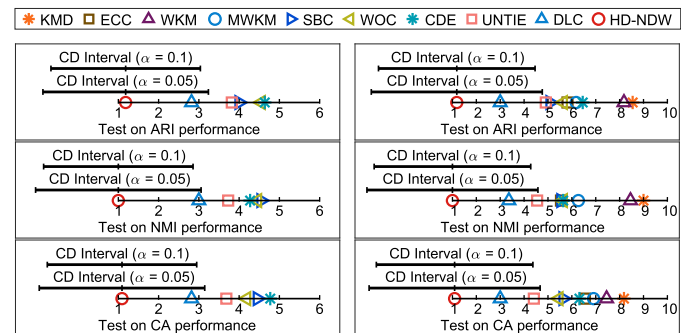 KMD ECC WKM MWKM SBC WOC CDE UNTIE DLC HD-NDW
CD Interval (α = 0.1)
CD Interval (α = 0.05)
1 2 3 4 5 6
Test on ARI performance
CD Interval (α = 0.1)
CD Interval (α = 0.05)
1 2 3 4 5 6 7 8 9 10
Test on ARI performance
CD Interval (α = 0.1)
CD Interval (α = 0.05)
1 2 3 4 5 6
Test on NMI performance
CD Interval (α = 0.1)
CD Interval (α = 0.05)
1 2 3 4 5 6 7 8 9 10
Test on NMI performance
CD Interval (α = 0.1)
CD Interval (α = 0.05)
1 2 3 4 5 6
Test on CA performance
CD Interval (α = 0.1)
CD Interval (α = 0.05)
1 2 3 4 5 6 7 8 9 10
Test on CA performance